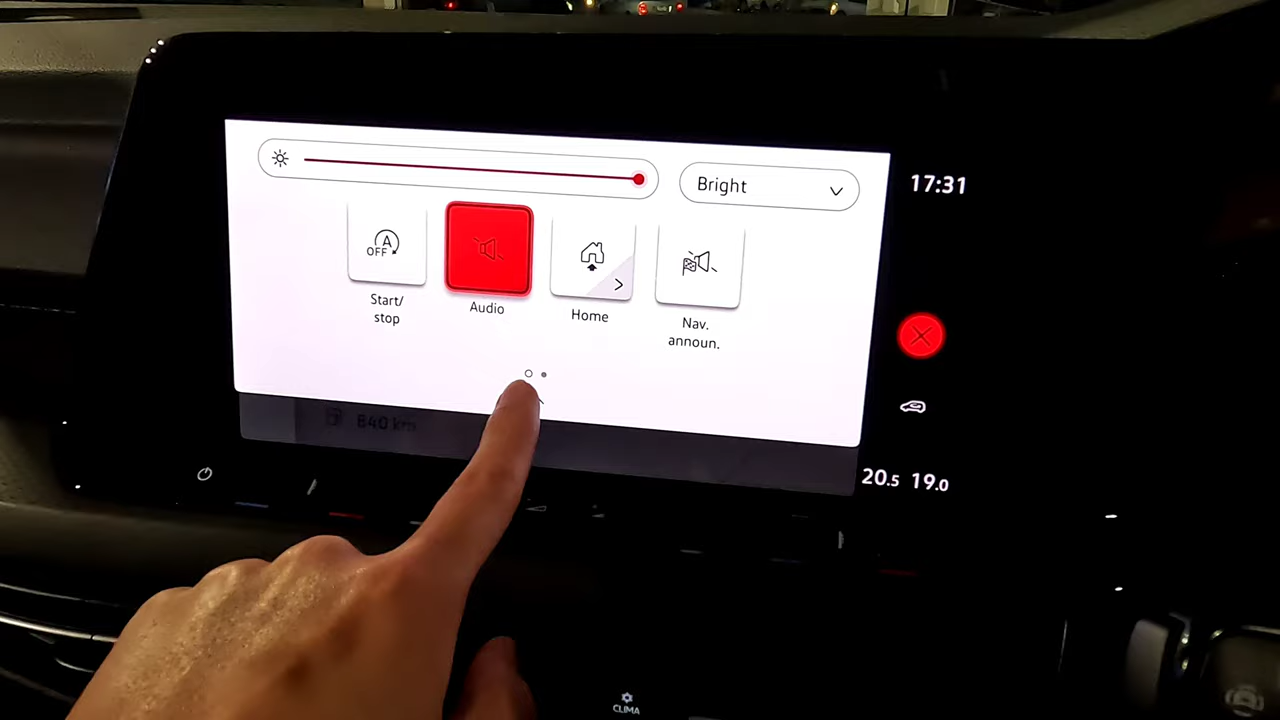 Bright
17:31
A
OFF
Start/
stop
Audio
Home
Nav.
announ.
840 km
20.5 19.0
CLIMA